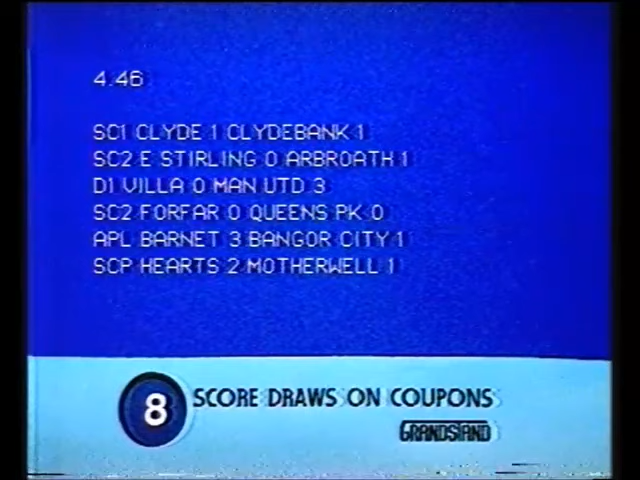 4.46
SC1 CLYDE 1 CLYDEBANK 1
SC2 E STIRLING 0 ARBROATH 1
D1 VILLA 0 MAN UTD 3
SC2 FORFAR 0 QUEENS PK 0
APL BARNET 3 BANGOR CITY 1
SCP HEARTS 2 MOTHERWELL 1
8 SCORE DRAWS ON COUPONS
GRANDSTAND